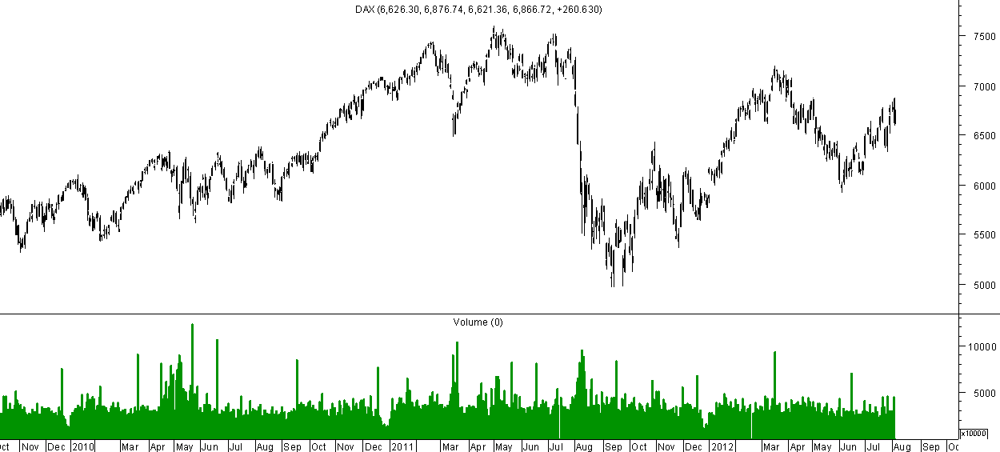 DAX (6,626.30, 6,876.74, 6,621.36, 6,866.72, +260.630)
7500
7000
6500
6000
5500
5000
Volume (0)
10000
5000
x10000
ct Nov Dec 2010 Mar Apr May Jun Jul Aug Sep Oct Nov Dec 2011 Mar Apr May Jun Jul Aug Sep Oct Nov Dec 2012 Mar Apr May Jun Jul Aug Sep Oc